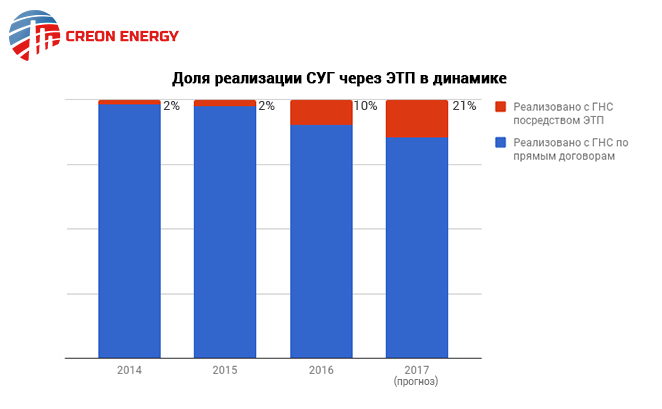 CREON ENERGY
Доля реализации СУГ через ЭТП в динамике
2%
2%
10%
21%
Реализовано с ГНС
посредством ЭТП
Реализовано с ГНС по
прямым договорам
2014
2015
2016
2017
(прогноз)